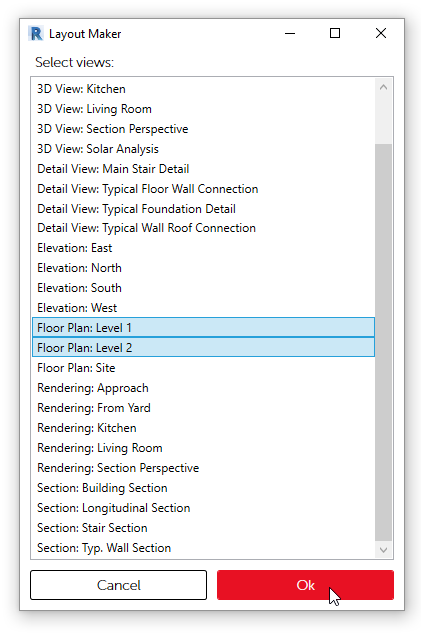 R Layout Maker
Select views:
3D View: Kitchen
3D View: Living Room
3D View: Section Perspective
3D View: Solar Analysis
Detail View: Main Stair Detail
Detail View: Typical Floor Wall Connection
Detail View: Typical Foundation Detail
Detail View: Typical Wall Roof Connection
Elevation: East
Elevation: North
Elevation: South
Elevation: West
Floor Plan: Level 1
Floor Plan: Level 2
Floor Plan: Site
Rendering: Approach
Rendering: From Yard
Rendering: Kitchen
Rendering: Living Room
Rendering: Section Perspective
Section: Building Section
Section: Longitudinal Section
Section: Stair Section
Section: Typ. Wall Section
Cancel Ok